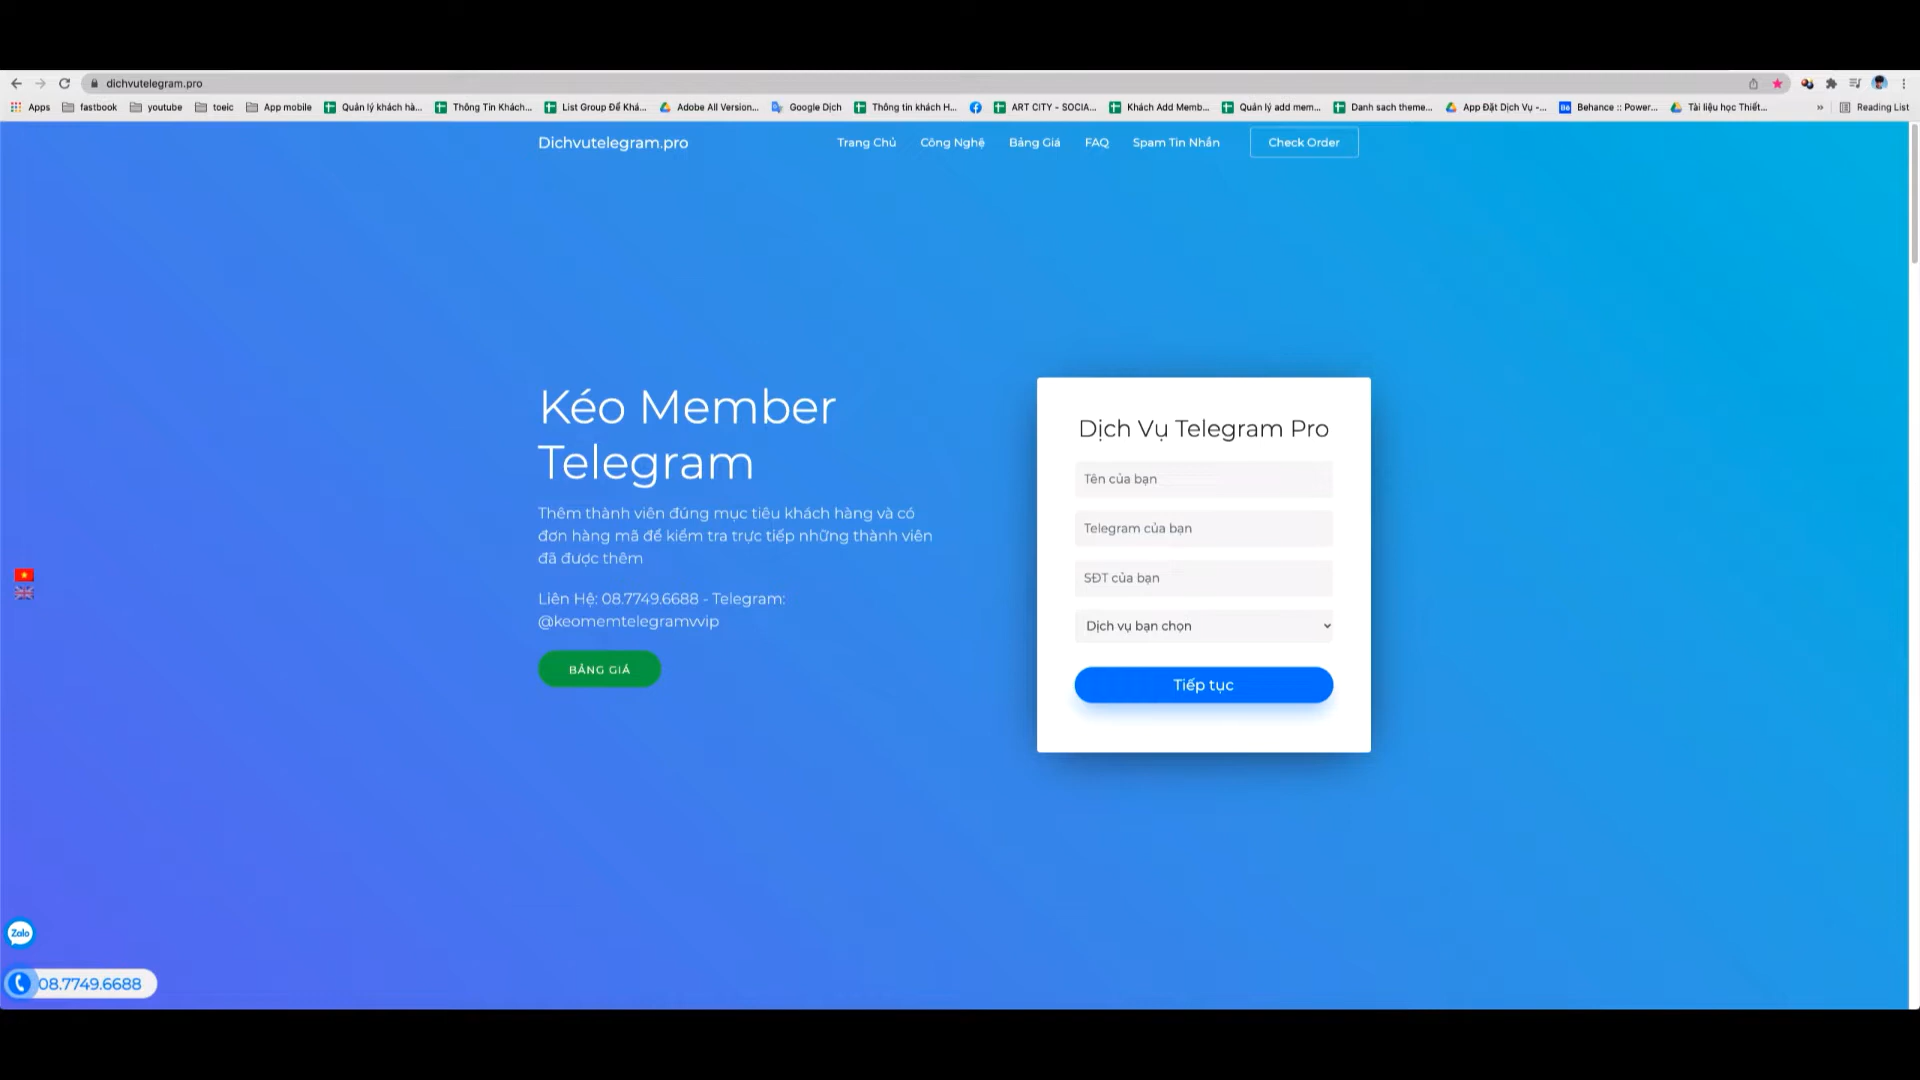 dichvutelegram.pro
Apps fastbook youtube toeic App mobile Quản lý khách hà... Thông Tin Khách... List Group Để Khá... Adobe All Version... Google Dịch Thông tin khách H... ART CITY - SOCIA... Khách Add Memb... Quản lý add mem... Danh sach theme... App Đặt Dịch Vụ -... Behance :: Power... Tài liệu học Thiết... » Reading List
Dichvutelegram.pro Trang Chủ Công Nghệ Bảng Giá FAQ Spam Tin Nhắn Check Order
Kéo Member
Telegram
Thêm thành viên đúng mục tiêu khách hàng và có
đơn hàng mã để kiểm tra trực tiếp những thành viên
đã được thêm
Liên Hệ: 08.7749.6688 - Telegram:
@keomemtelegramvvip
BẢNG GIÁ
Dịch Vụ Telegram Pro
Tên của bạn
Telegram của bạn
SĐT của bạn
Dịch vụ bạn chọn
Tiếp tục
Zalo
08.7749.6688